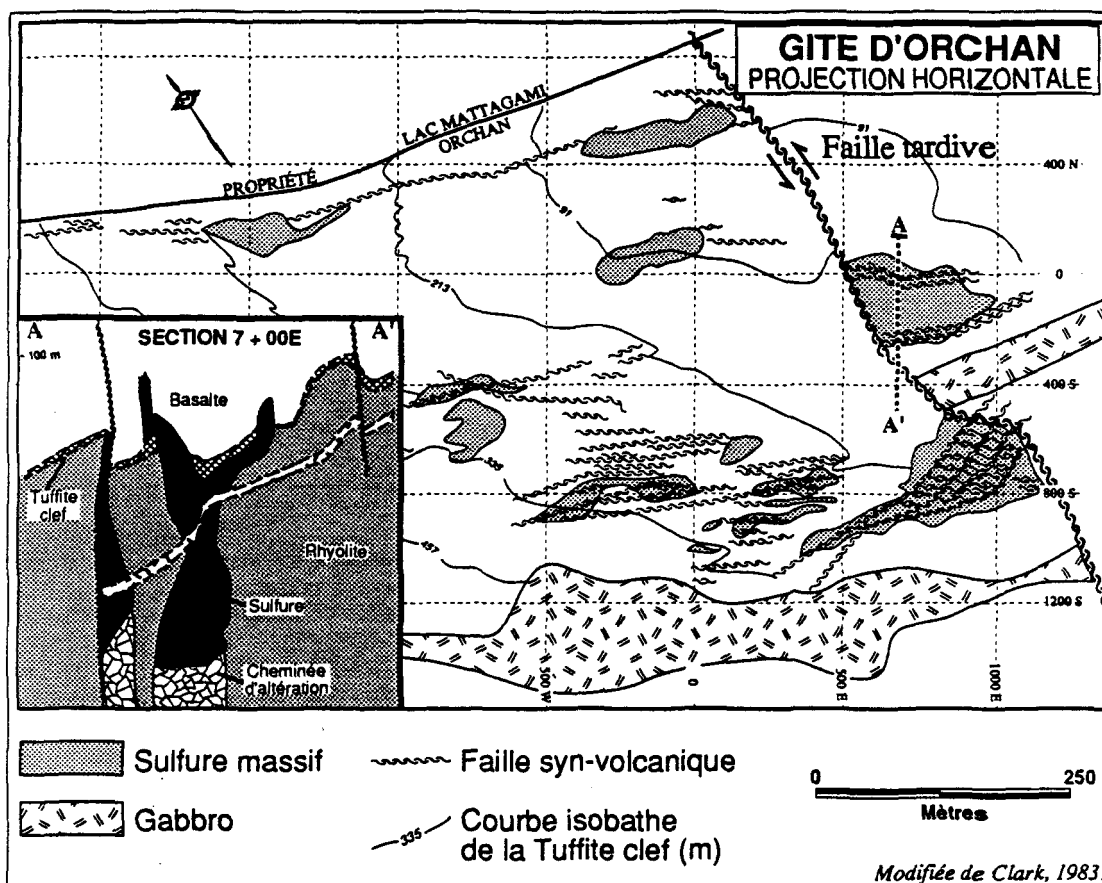 GITE D'ORCHAN
PROJECTION HORIZONTALE
LAC MATTAGAMI
PROPRIÉTÉ
ORCHAN
Faille tardive
91
91
213
335
457
400 N
0
400 S
800 S
1200 S
500 W
0
500 E
1000 E
A
A'
A
SECTION 7 + 00E
A'
100 m
Basalte
Tuffite
clef
Rhyolite
Sulfure
Cheminée
d'altération
Sulfure massif
Faille syn-volcanique
0
250
Mètres
Gabbro
335
Courbe isobathe
de la Tuffite clef (m)
Modifiée de Clark, 1983.